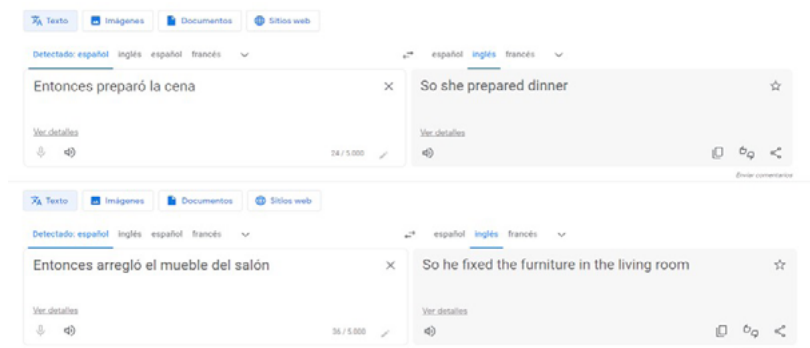 Texto Imágenes Documentos Sitios web
Detectado: español inglés español francés español inglés francés
Entonces preparó la cena So she prepared dinner
Ver detalles Ver detalles
24 / 5.000
Enviar comentarios
Texto Imágenes Documentos Sitios web
Detectado: español inglés español francés español inglés francés
Entonces arregló el mueble del salón So he fixed the furniture in the living room
Ver detalles Ver detalles
36 / 5.000